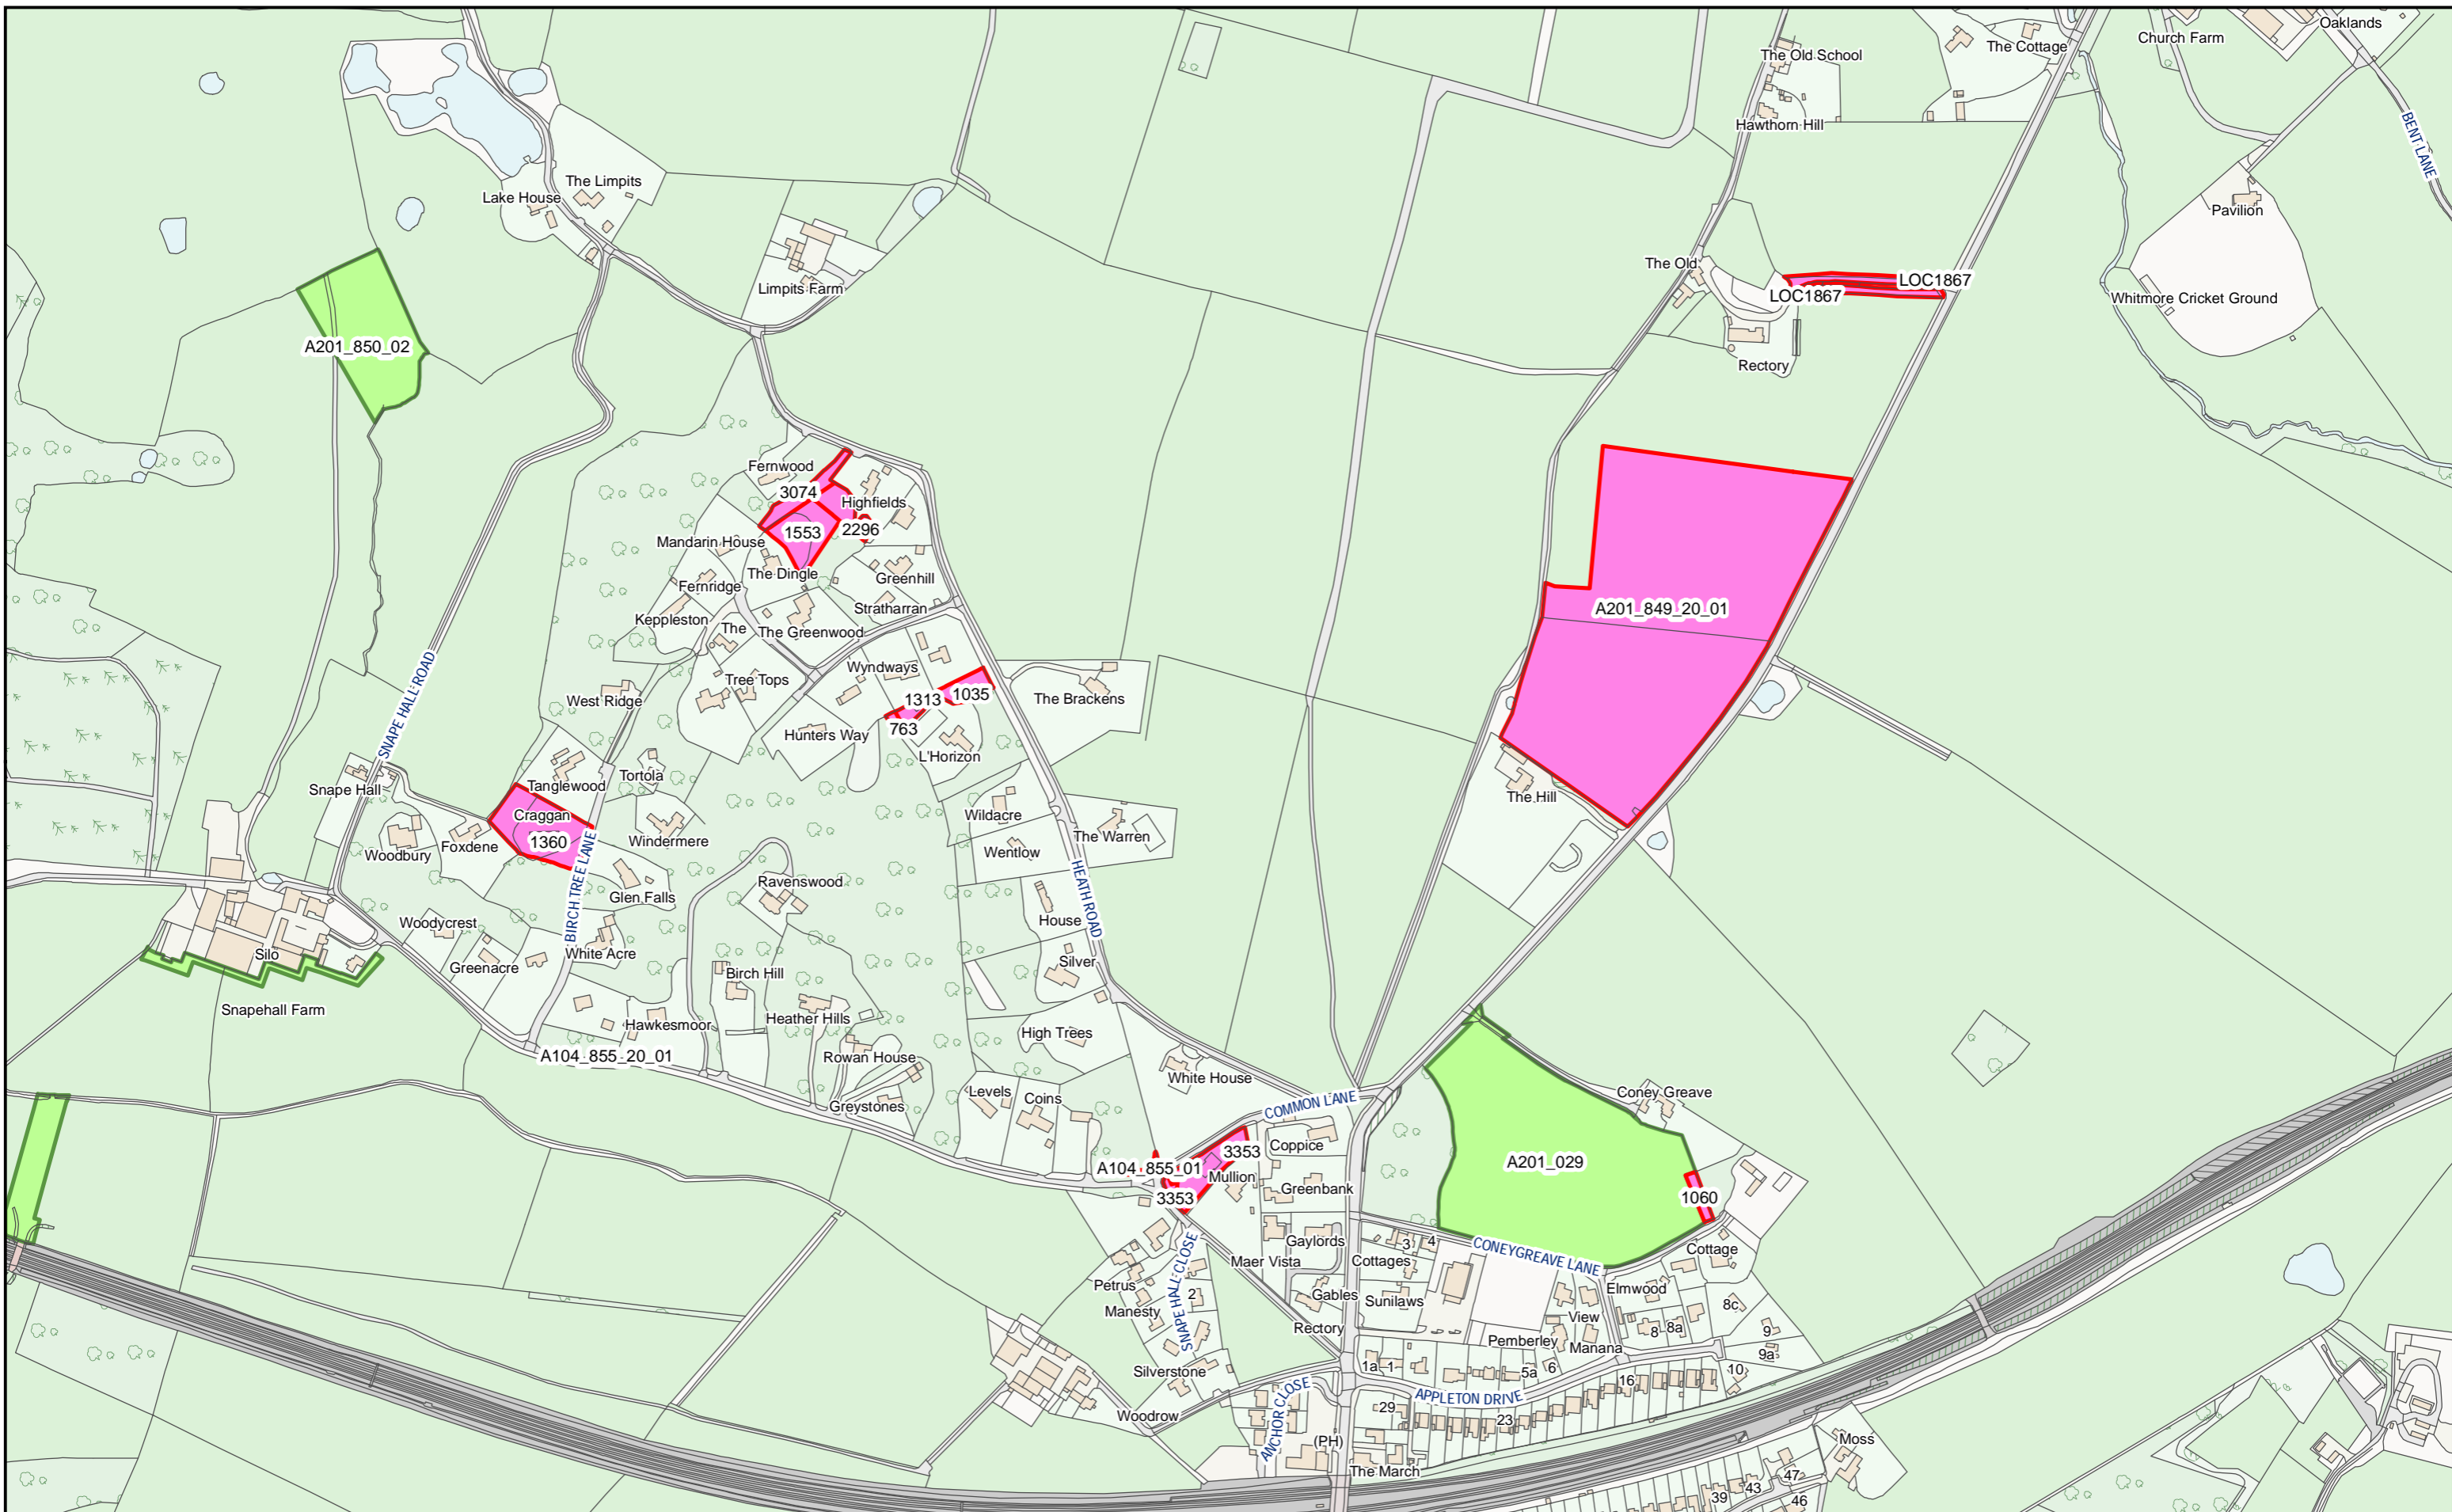 Oaklands
Church Farm
The Cottage
The Old School
BENT LANE
Hawthorn Hill
The Limpits
Lake House
Pavilion
The Old
Limpits Farm
LOC1867
LOC1867
Whitmore Cricket Ground
A201_850_02
Rectory
Fernwood
3074
Highfields
1553
2296
Mandarin House
The Dingle
Greenhill
Fernridge
Stratharran
A201_849_20_01
Keppleston
The
The Greenwood
SNAPE HALL ROAD
Wyndways
Tree Tops
1313
1035
The Brackens
West Ridge
763
Hunters Way
L'Horizon
Tortola
Snape Hall
Tanglewood
The Hill
Craggan
Wildacre
1360
Windermere
The Warren
Foxdene
Woodbury
Wentlow
BIRCH TREE LANE
HEATH ROAD
Ravenswood
Glen Falls
House
Woodycrest
White Acre
Silo
Silver
Greenacre
Birch Hill
Snapehall Farm
Heather Hills
Hawkesmoor
High Trees
A104_855_20_01
Rowan House
White House
Levels
Coins
Coney Greave
Greystones
COMMON LANE
Coppice
3353
A201_029
A104_855_01
Mullion
Greenbank
3353
1060
Gaylords
3
4
CONEYGREAVE LANE
Cottage
Maer Vista
Cottages
SNAPE HALL CLOSE
Petrus
Elmwood
2
Gables
Sunilaws
Manesty
8c
View
Rectory
8
8a
9
Pemberley
Manana
9a
1a
1
6
5a
10
Silverstone
16
APPLETON DRIVE
ANCHOR CLOSE
29
Woodrow
23
(PH)
Moss
The March
47
43
39
46